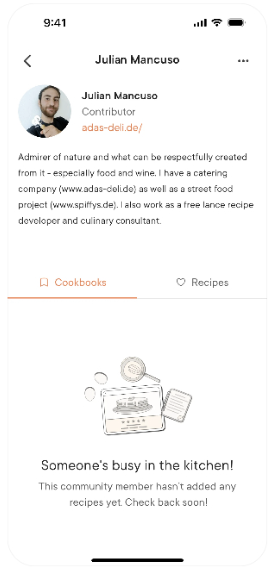 9:41
Julian Mancuso
Julian Mancuso
Contributor
adas-deli.de/
Admirer of nature and what can be respectfully created
from it - especially food and wine. I have a catering
company (www.adas-deli.de) as well as a street food
project (www.spiffys.de). I also work as a free lance recipe
developer and culinary consultant.
Cookbooks
Recipes
Someone's busy in the kitchen!
This community member hasn't added any
recipes yet. Check back soon!